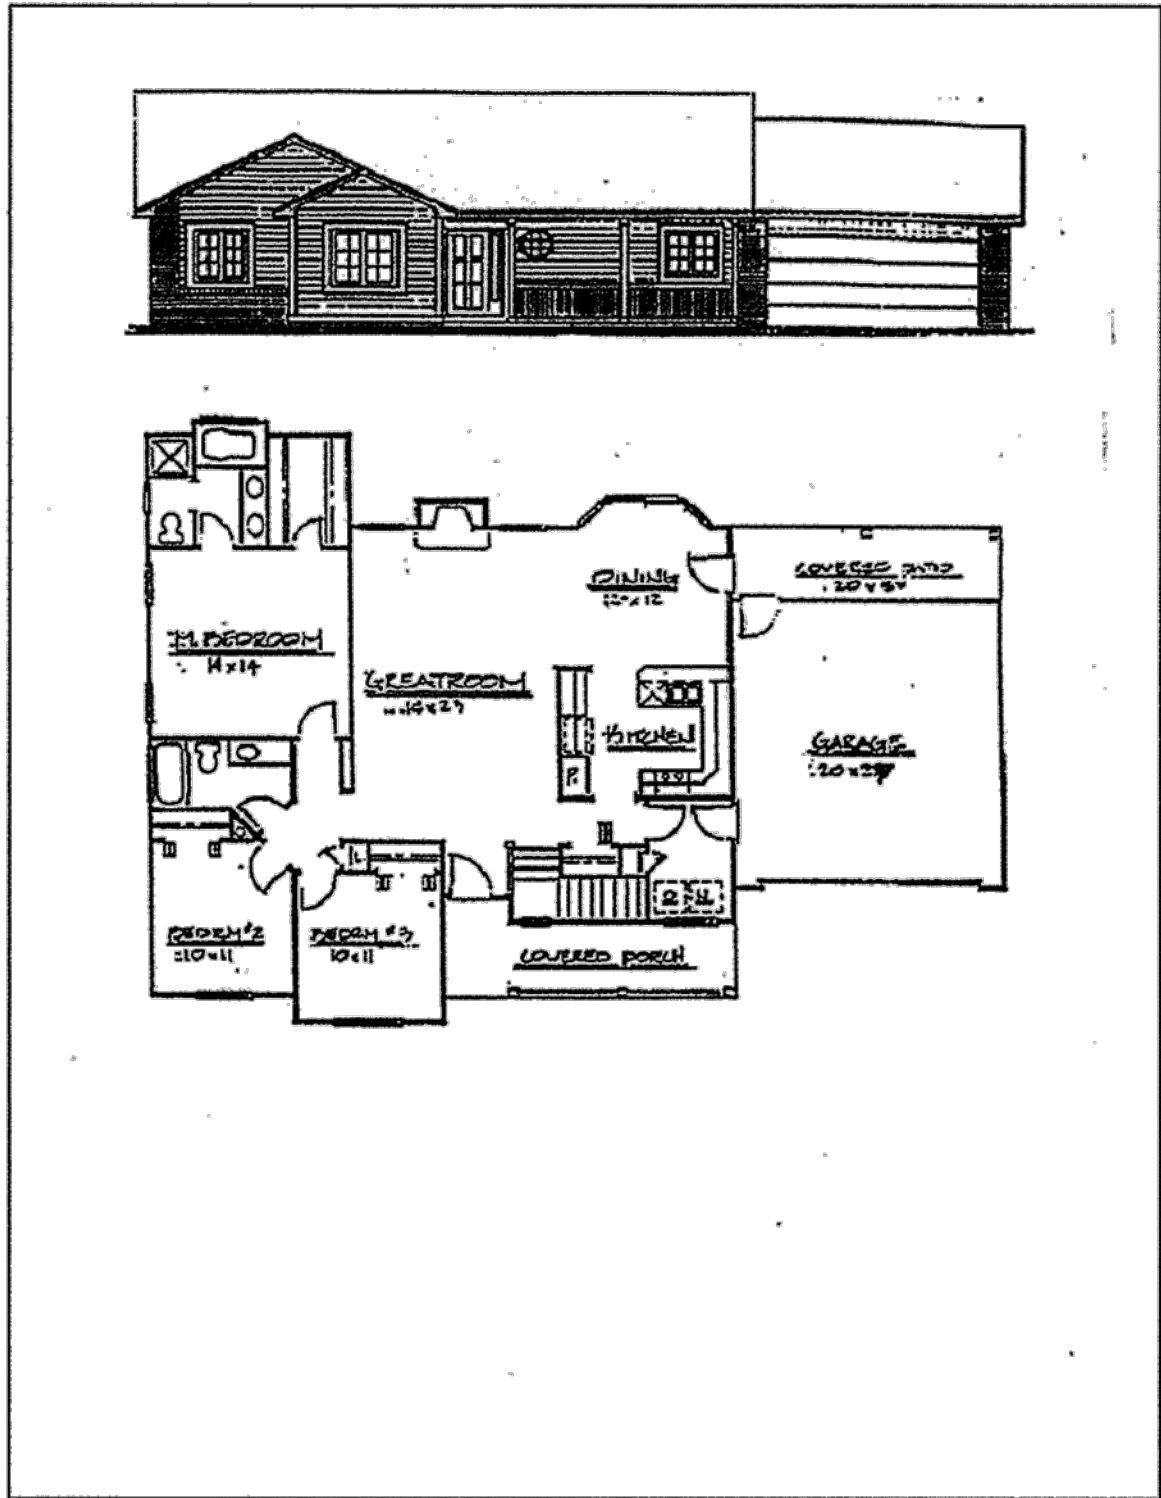 DINING
12x12
COVERED PATIO
M. BEDROOM
14x14
GREATROOM
KITCHEN
P.
GARAGE
L
BEDRM #2
10x11
BEDRM #3
10x11
COVERED PORCH